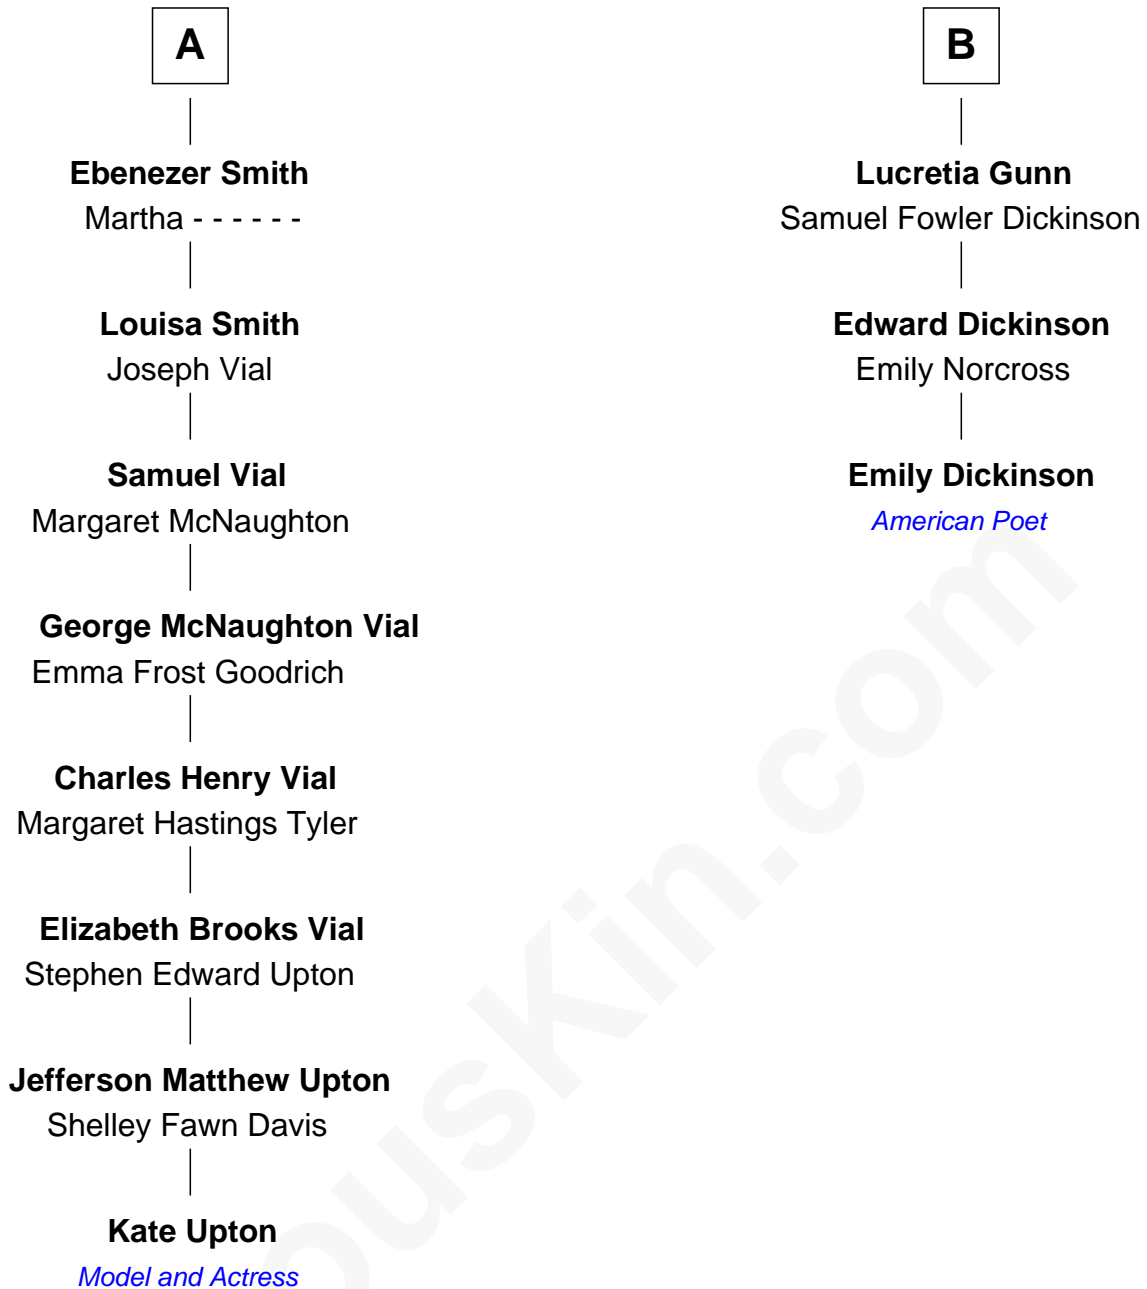 A
Ebenezer Smith
Martha - - - - - -
Louisa Smith
Joseph Vial
Samuel Vial
Margaret McNaughton
George McNaughton Vial
Emma Frost Goodrich
Charles Henry Vial
Margaret Hastings Tyler
Elizabeth Brooks Vial
Stephen Edward Upton
Jefferson Matthew Upton
Shelley Fawn Davis
Kate Upton
Model and Actress
B
Lucretia Gunn
Samuel Fowler Dickinson
Edward Dickinson
Emily Norcross
Emily Dickinson
American Poet
ousKin.com